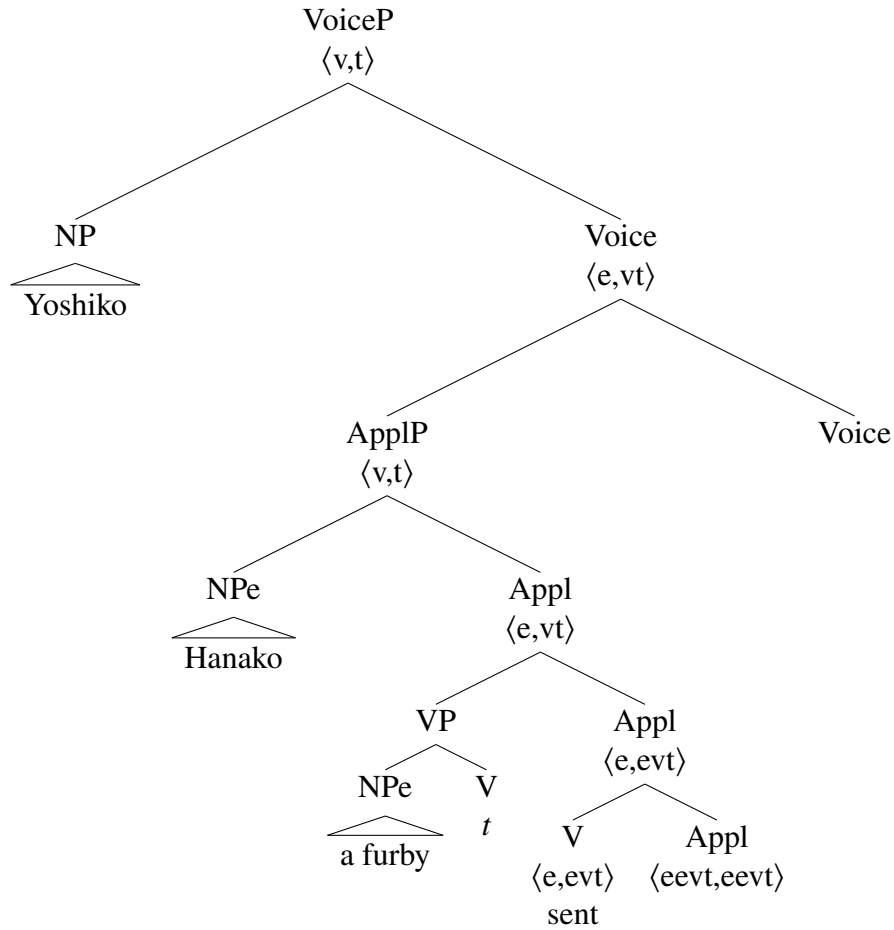 VoiceP
⟨v,t⟩
NP Voice
Yoshiko ⟨e,vt⟩
ApplP Voice
⟨v,t⟩
NPe Appl
Hanako ⟨e,vt⟩
VP Appl
⟨e,evt⟩
NPe V
a furby t
V Appl
⟨e,evt⟩ ⟨eevt,eevt⟩
sent